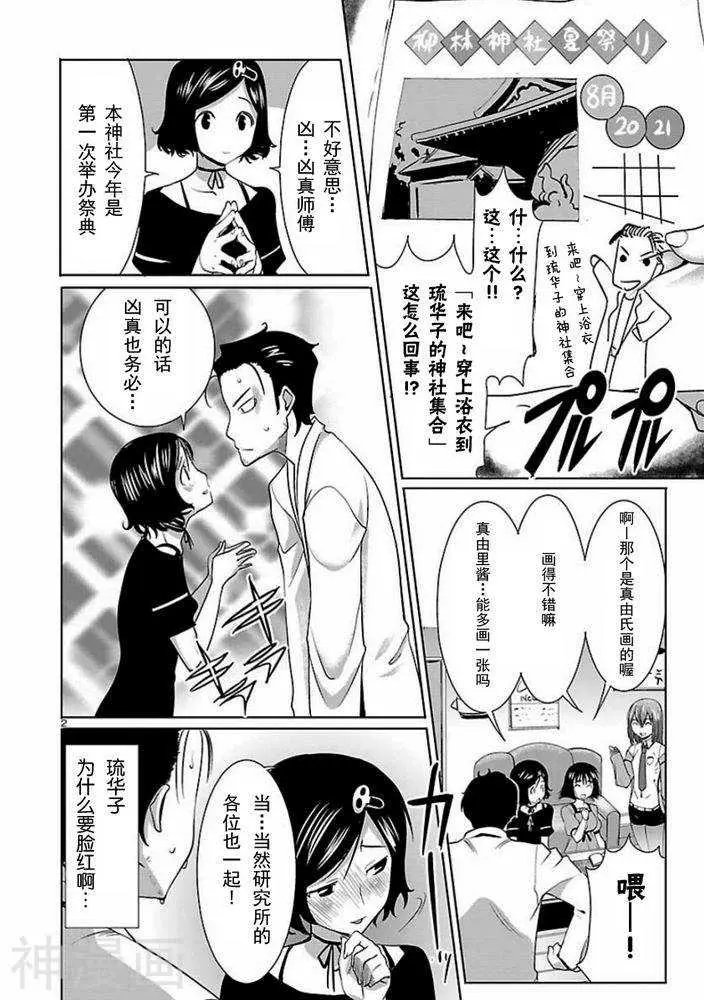 柳林神社夏祭り
8月
20
21
来吧～穿上浴衣
到琉华子的神社集合
什…什么？
这…这个!!
「来吧～穿上浴衣到
琉华子的神社集合」
这怎么回事!?
プルプル
不好意思…
凶…凶真师傅
本神社今年是
第一次举办祭典
可以的话
凶真也务必…
啊—那个是真由氏画的喔
画得不错嘛
真由里酱…能多画一张吗
喂——!
2
当…当然研究所的
各位也一起！
琉华子
为什么要脸红啊…
神漫画